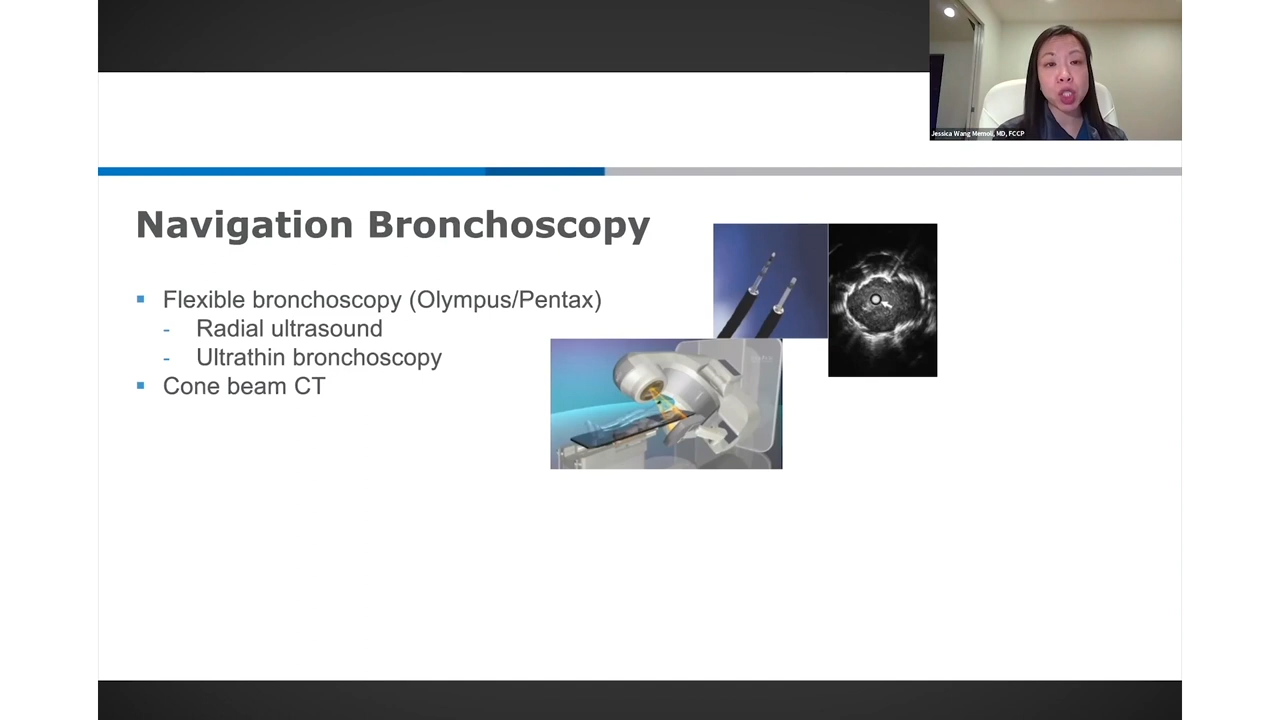 Jessica Wang Memoli, MD, FCCP
Navigation Bronchoscopy
▪ Flexible bronchoscopy (Olympus/Pentax)
- Radial ultrasound
- Ultrathin bronchoscopy
▪ Cone beam CT